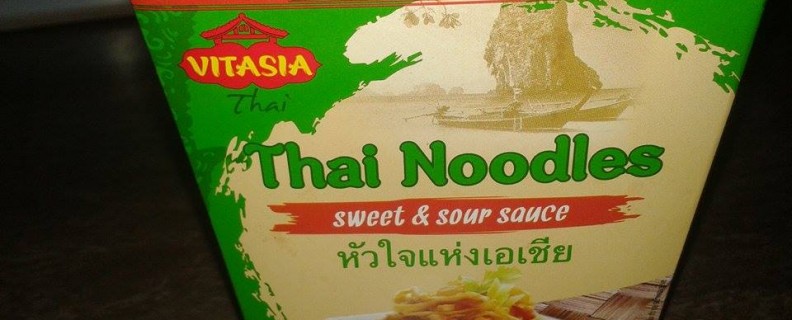 VITASIA
Thai
Thai Noodles
sweet & sour sauce
หัวใจแห่งเอเชีย